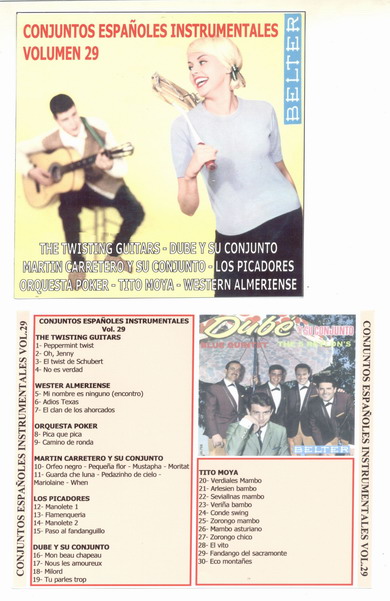 CONJUNTOS ESPAÑOLES INSTRUMENTALES
VOLUMEN 29
BELTER
THE TWISTING GUITARS - DUBE Y SU CONJUNTO
MARTIN CARRETERO Y SU CONJUNTO - LOS PICADORES
ORQUESTA POKER - TITO MOYA - WESTERN ALMERIENSE
CONJUNTOS ESPAÑOLES INSTRUMENTALES VOL.29
CONJUNTOS ESPAÑOLES INSTRUMENTALES
Vol. 29
THE TWISTING GUITARS
1- Peppermint twist
2- Oh, Jenny
3- El twist de Schubert
4- No es verdad
WESTER ALMERIENSE
5- Mi nombre es ninguno (encontro)
6- Adios Texas
7- El clan de los ahorcados
ORQUESTA POKER
8- Pica que pica
9- Camino de ronda
MARTIN CARRETERO Y SU CONJUNTO
10- Orfeo negro - Pequeña flor - Mustapha - Moritat
11- Guarda che luna - Pedazinho de cielo -
Mariolaine - When
LOS PICADORES
12- Manolete 1
13- Flamenqueria
14- Manolete 2
15- Paso al fandanguillo
DUBE Y SU CONJUNTO
16- Mon beau chapeau
17- Nous les amoureux
18- Milord
19- Tu parles trop
Dube
Y SU CONJUNTO
BLUE QUARTET
THE
BELTER
TITO MOYA
20- Verdiales Mambo
21- Arlesien bambo
22- Seviallnas mambo
23- Veriña bambo
24- Conde swing
25- Zorongo mambo
26- Mambo asturiano
27- Zorongo chico
28- El vito
29- Fandango del sacramonte
30- Eco montañes
CONJUNTOS ESPAÑOLES INSTRUMENTALES VOL.29